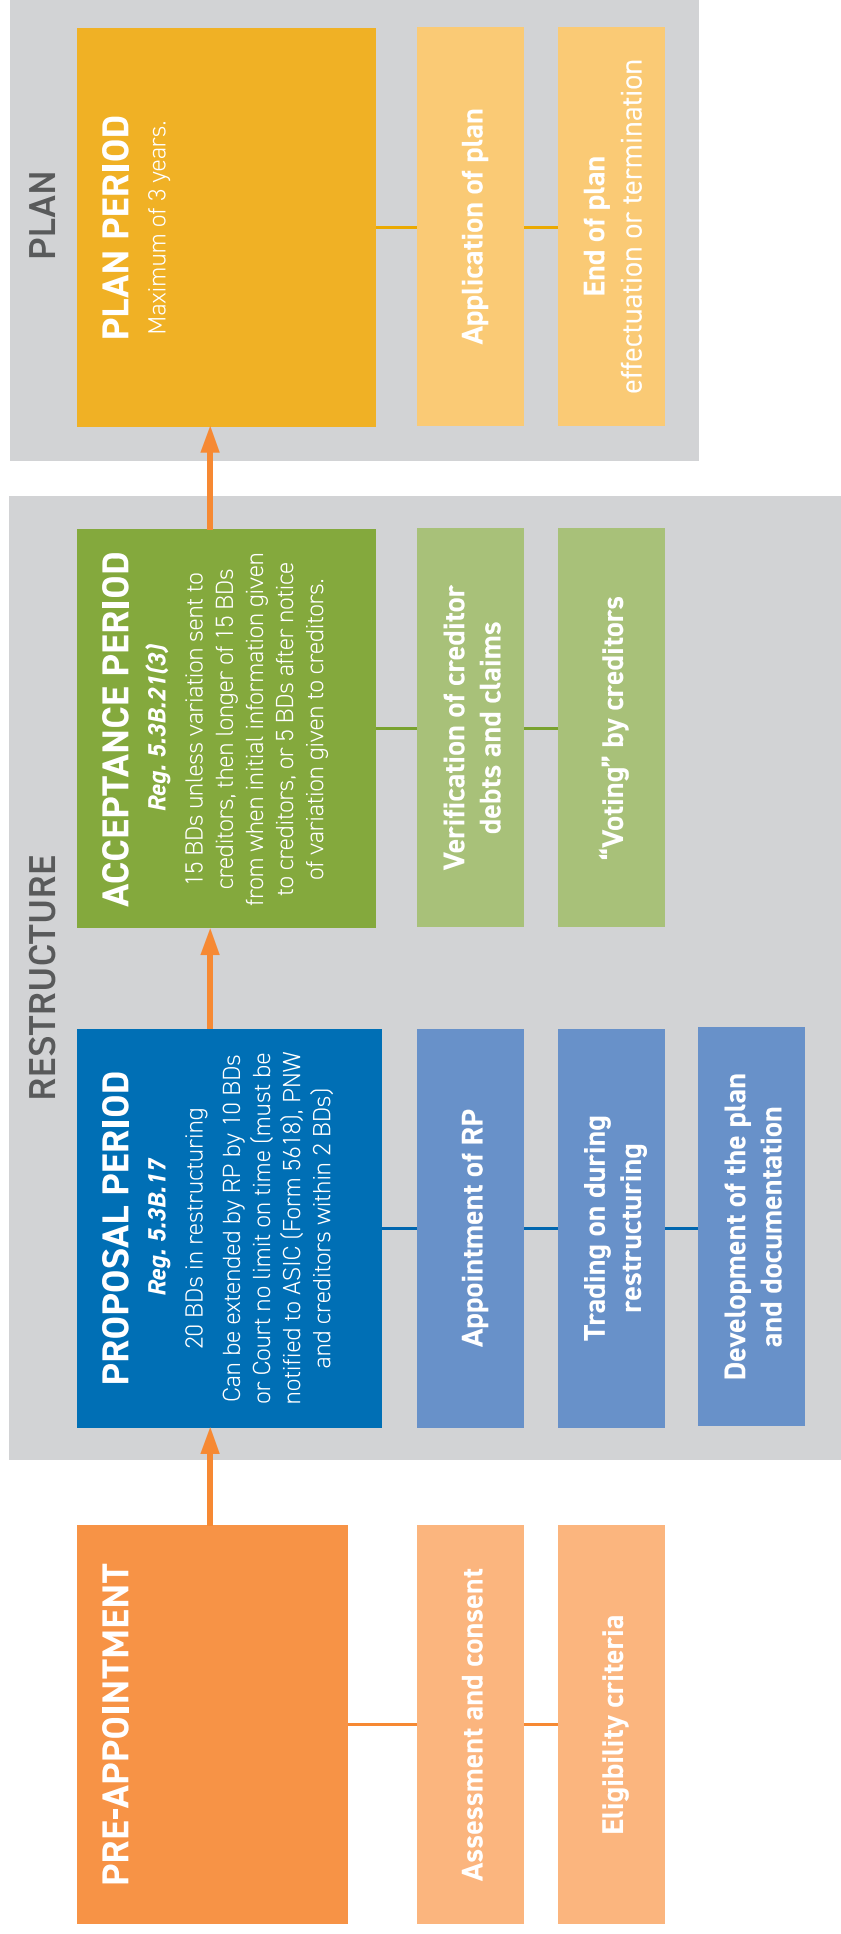 PRE-APPOINTMENT
Assessment and consent
Eligibility criteria
RESTRUCTURE
PROPOSAL PERIOD
Reg. 5.3B.17
20 BDs in restructuring
Can be extended by RP by 10 BDs
or Court no limit on time (must be
notified to ASIC (Form 5618), PNW
and creditors within 2 BDs)
Appointment of RP
Trading on during
restructuring
Development of the plan
and documentation
ACCEPTANCE PERIOD
Reg. 5.3B.21(3)
15 BDs unless variation sent to
creditors, then longer of 15 BDs
from when initial information given
to creditors, or 5 BDs after notice
of variation given to creditors.
Verification of creditor
debts and claims
“Voting” by creditors
PLAN
PLAN PERIOD
Maximum of 3 years.
Application of plan
End of plan
effectuation or termination